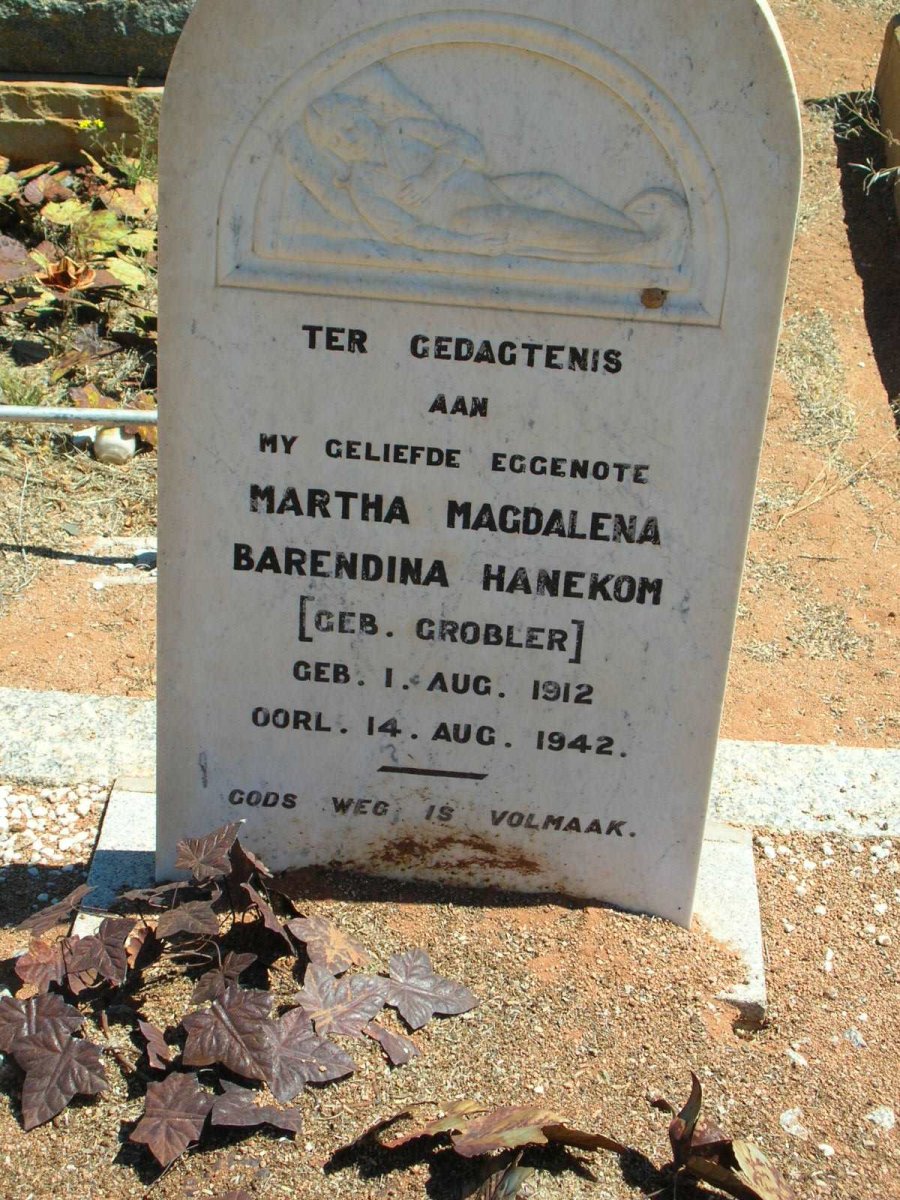 TER GEDAGTENIS
AAN
MY GELIEFDE EGGENOTE
MARTHA MAGDALENA
BARENDINA HANEKOM
[GEB. GROBLER]
GEB. 1. AUG. 1912
OORL. 14. AUG. 1942.
GODS WEG IS VOLMAAK.